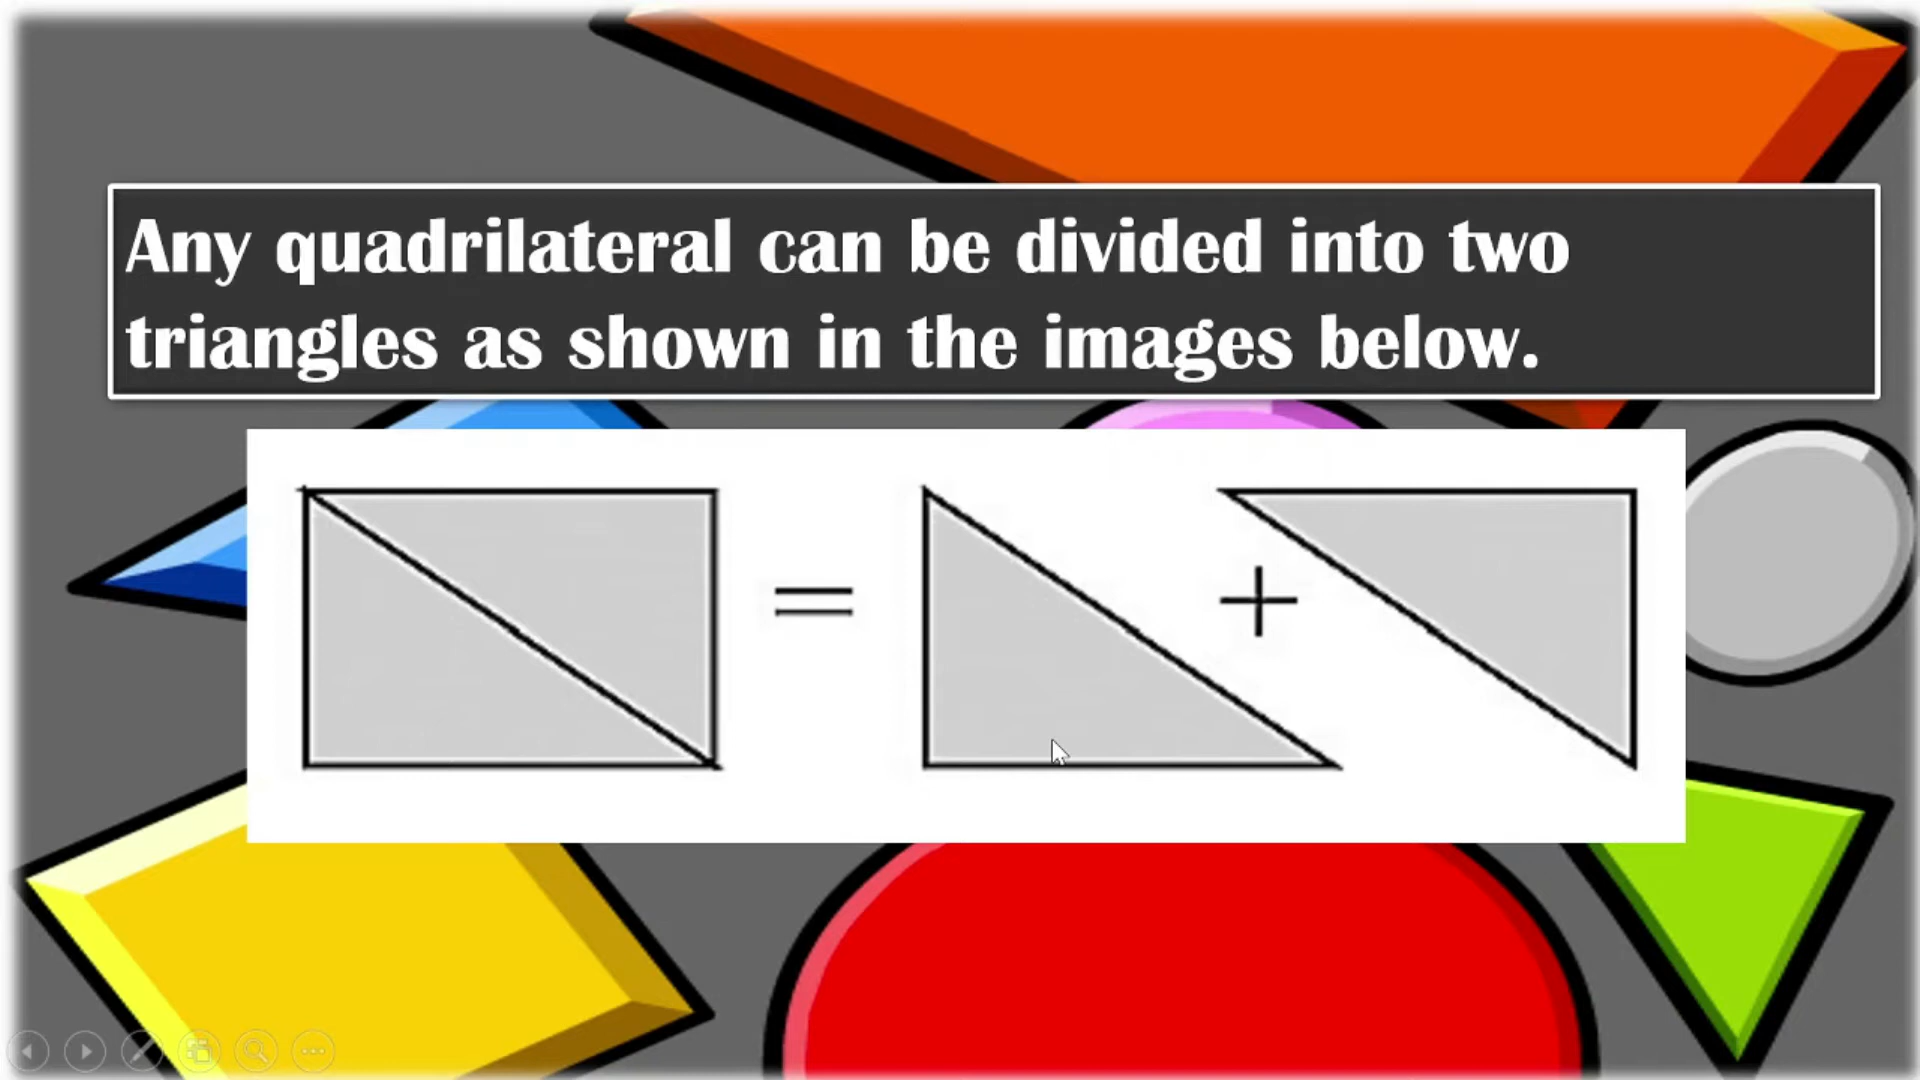 Any quadrilateral can be divided into two
triangles as shown in the images below.
= +